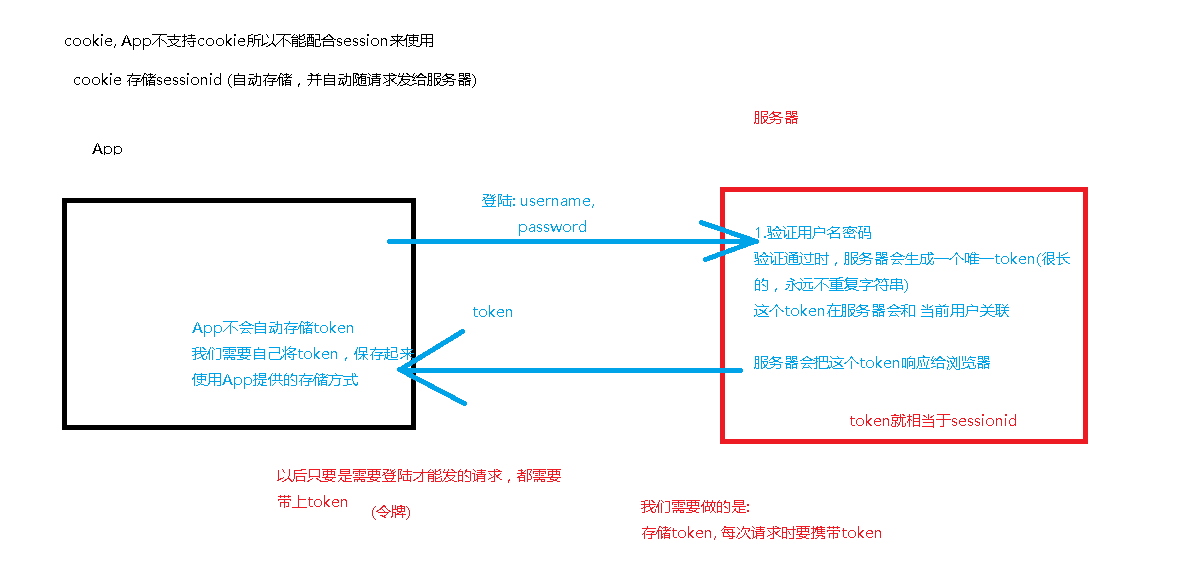 cookie, App不支持cookie所以不能配合session来使用
cookie 存储sessionid (自动存储，并自动随请求发给服务器)
服务器
App
登陆: username,
password
1.验证用户名密码
验证通过时，服务器会生成一个唯一token(很长
的，永远不重复字符串)
这个token在服务器会和 当前用户关联
token
App不会自动存储token
我们需要自己将token，保存起来
使用App提供的存储方式
服务器会把这个token响应给浏览器
token就相当于sessionid
以后只要是需要登陆才能发的请求，都需要
带上token
(令牌)
我们需要做的是:
存储token, 每次请求时要携带token